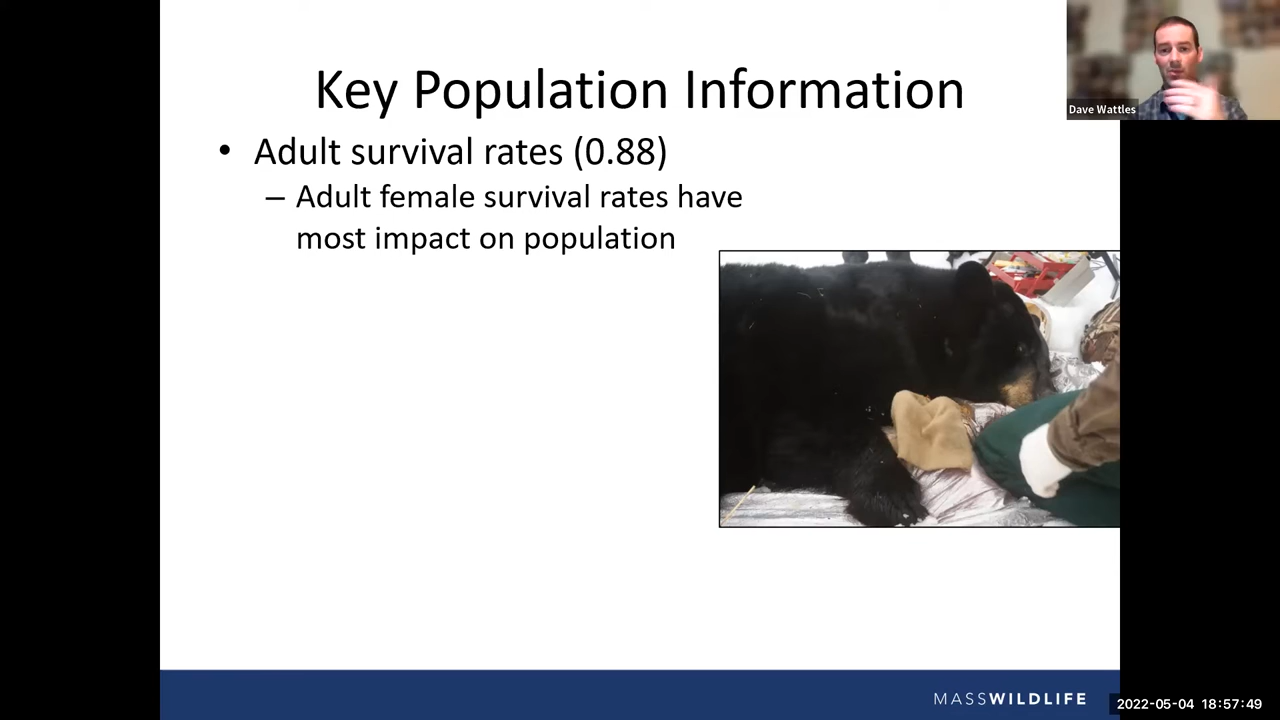 Key Population Information
Dave Wattles
• Adult survival rates (0.88)
– Adult female survival rates have
most impact on population
MASSWILDLIFE
2022-05-04 18:57:49